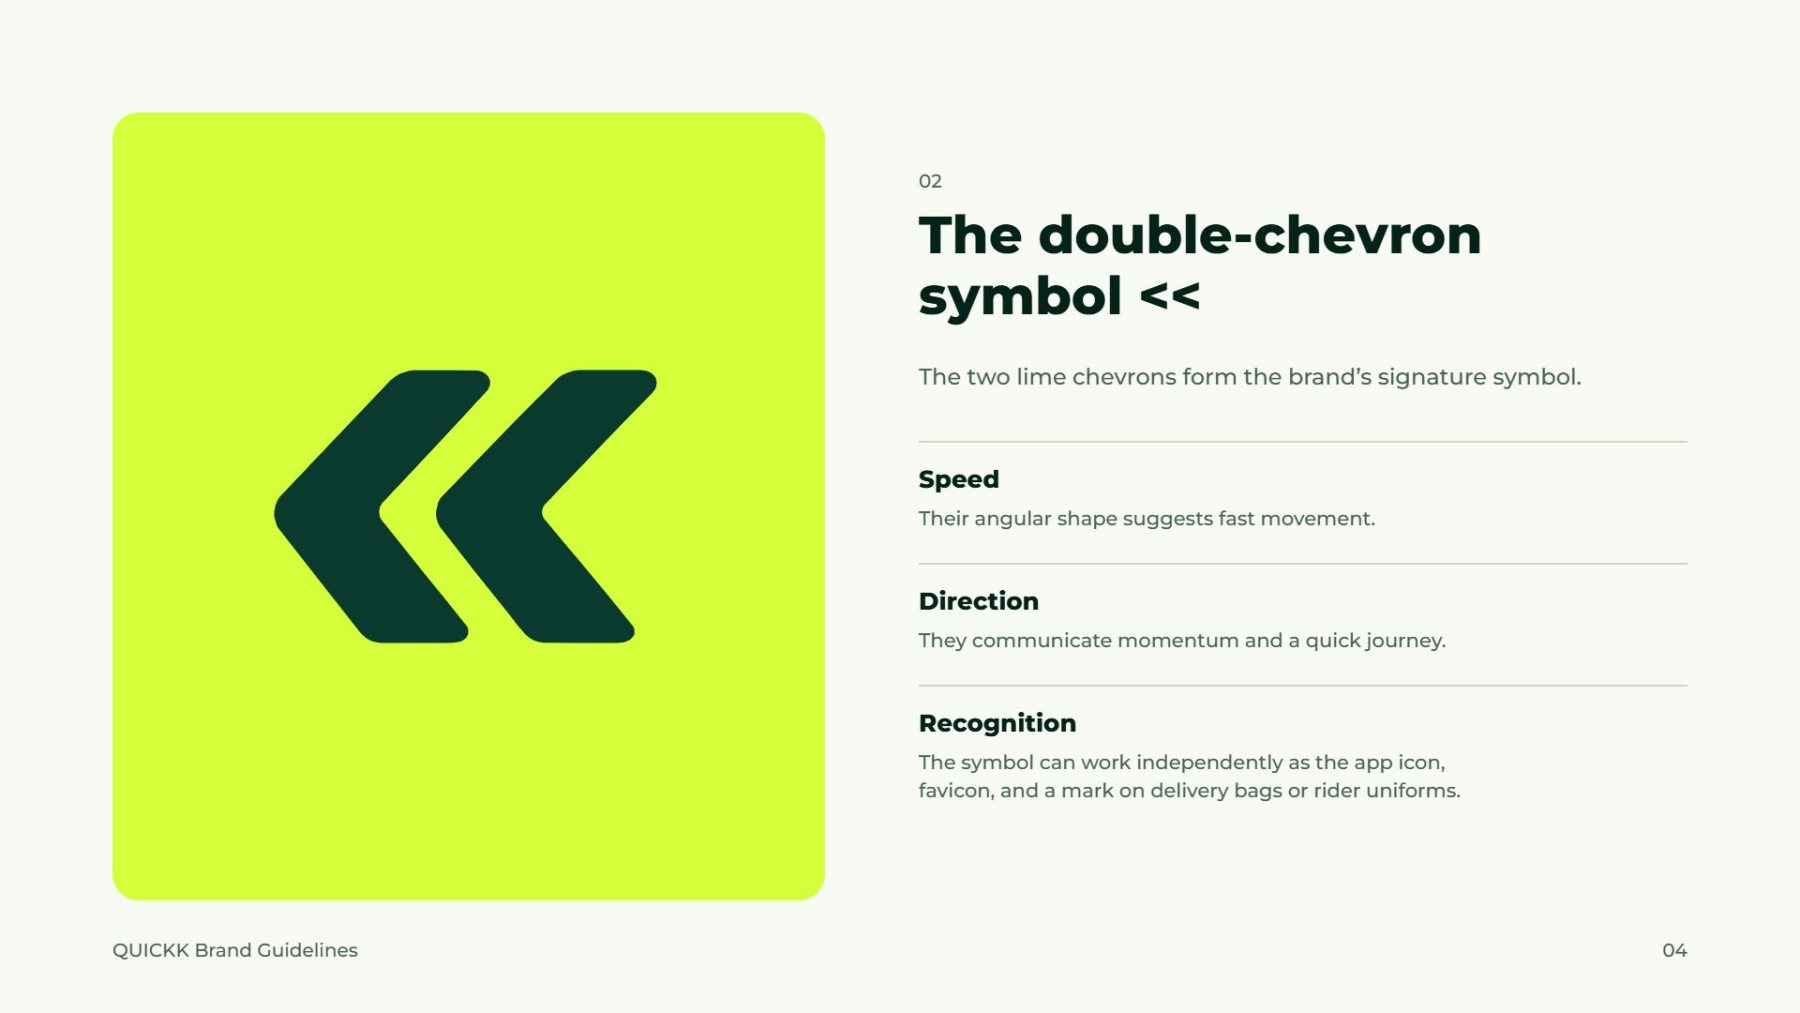 02
The double-chevron
symbol <<
The two lime chevrons form the brand’s signature symbol.
Speed
Their angular shape suggests fast movement.
Direction
They communicate momentum and a quick journey.
Recognition
The symbol can work independently as the app icon,
favicon, and a mark on delivery bags or rider uniforms.
QUICKK Brand Guidelines
04